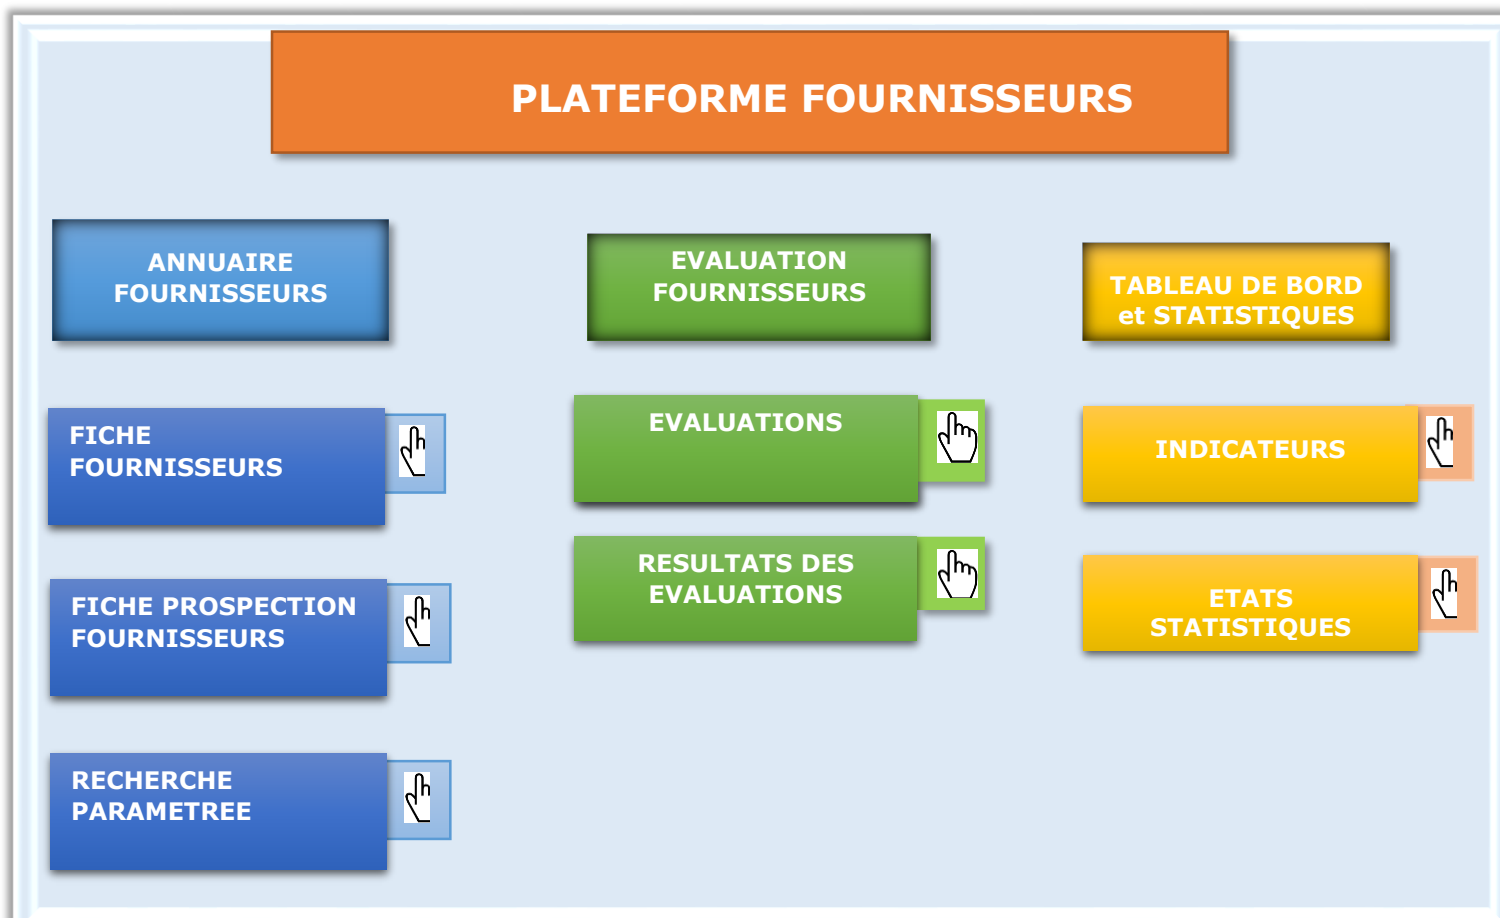 PLATEFORME FOURNISSEURS
ANNUAIRE
FOURNISSEURS
FICHE
FOURNISSEURS
FICHE PROSPECTION
FOURNISSEURS
RECHERCHE
PARAMETREE
EVALUATION
FOURNISSEURS
EVALUATIONS
RESULTATS DES
EVALUATIONS
TABLEAU DE BORD
et STATISTIQUES
INDICATEURS
ETATS
STATISTIQUES